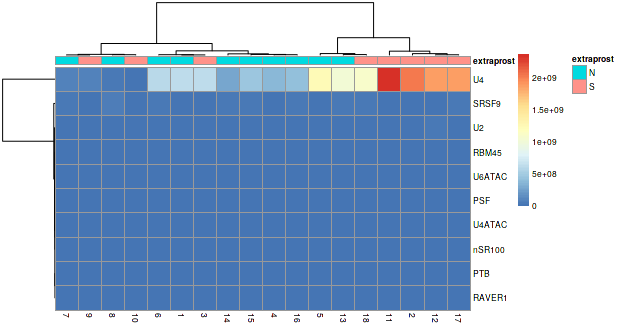 extraprost
extraprost
N
S
U4
SRSF9
U2
RBM45
U6ATAC
PSF
U4ATAC
nSR100
PTB
RAVER1
2e+09
1.5e+09
1e+09
5e+08
0
7 9 8 10 6 1 3 14 15 4 16 5 13 18 11 2 12 17